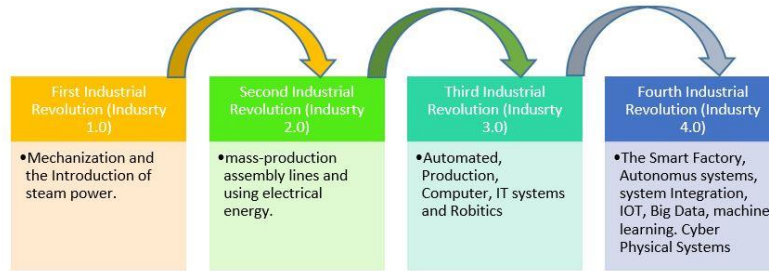 First Industrial
Revolution (Indusrty
1.0)
•Mechanization and
the Introduction of
steam power.
Second Industrial
Revolution (Indusrty
2.0)
•mass-production
assembly lines and
using electrical
energy.
Third Industrial
Revolution (Indusrty
3.0)
•Automated,
Production,
Computer, IT systems
and Robitics
Fourth Industrial
Revolution (Indusrty
4.0)
•The Smart Factory,
Autonomus systems,
system Integration,
IOT, Big Data, machine
learning. Cyber
Physical Systems